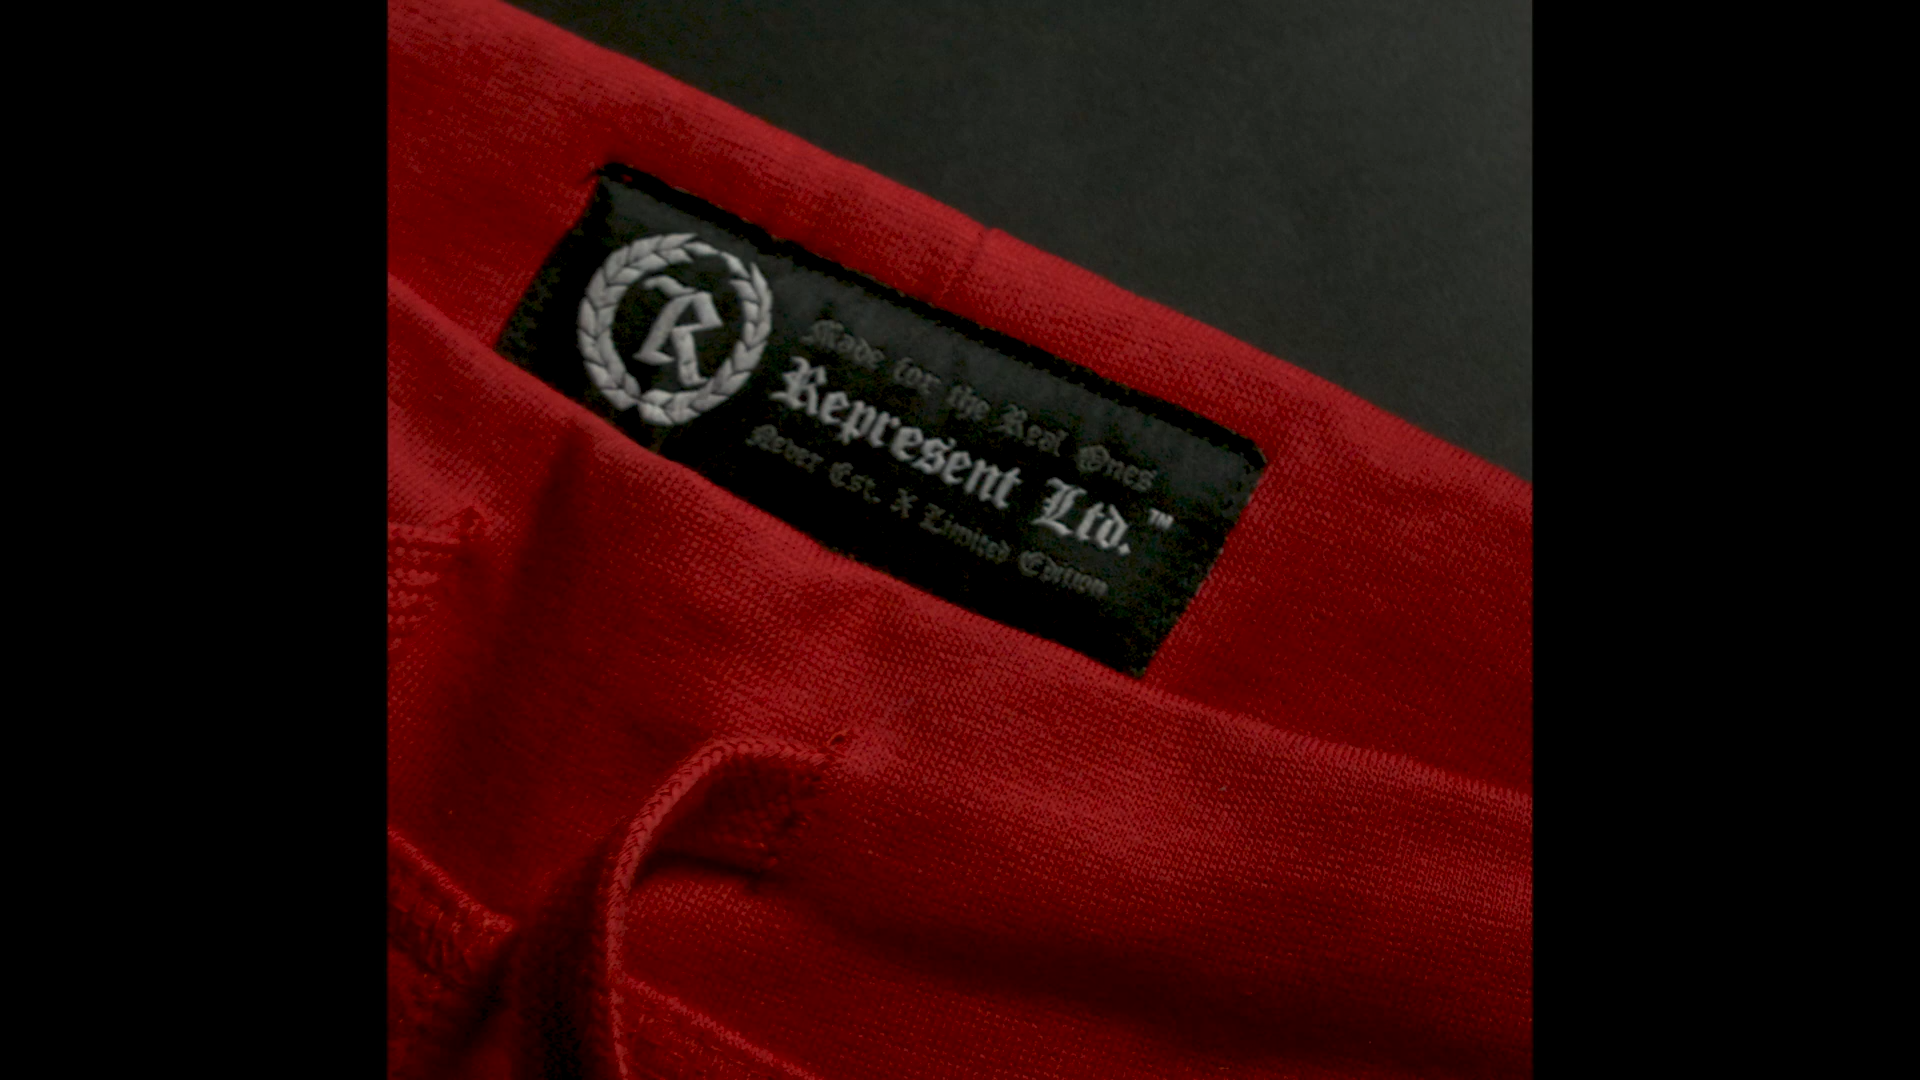 R
Made for the Real Ones
Represent Ltd.™
Never Est. X Limited Edition